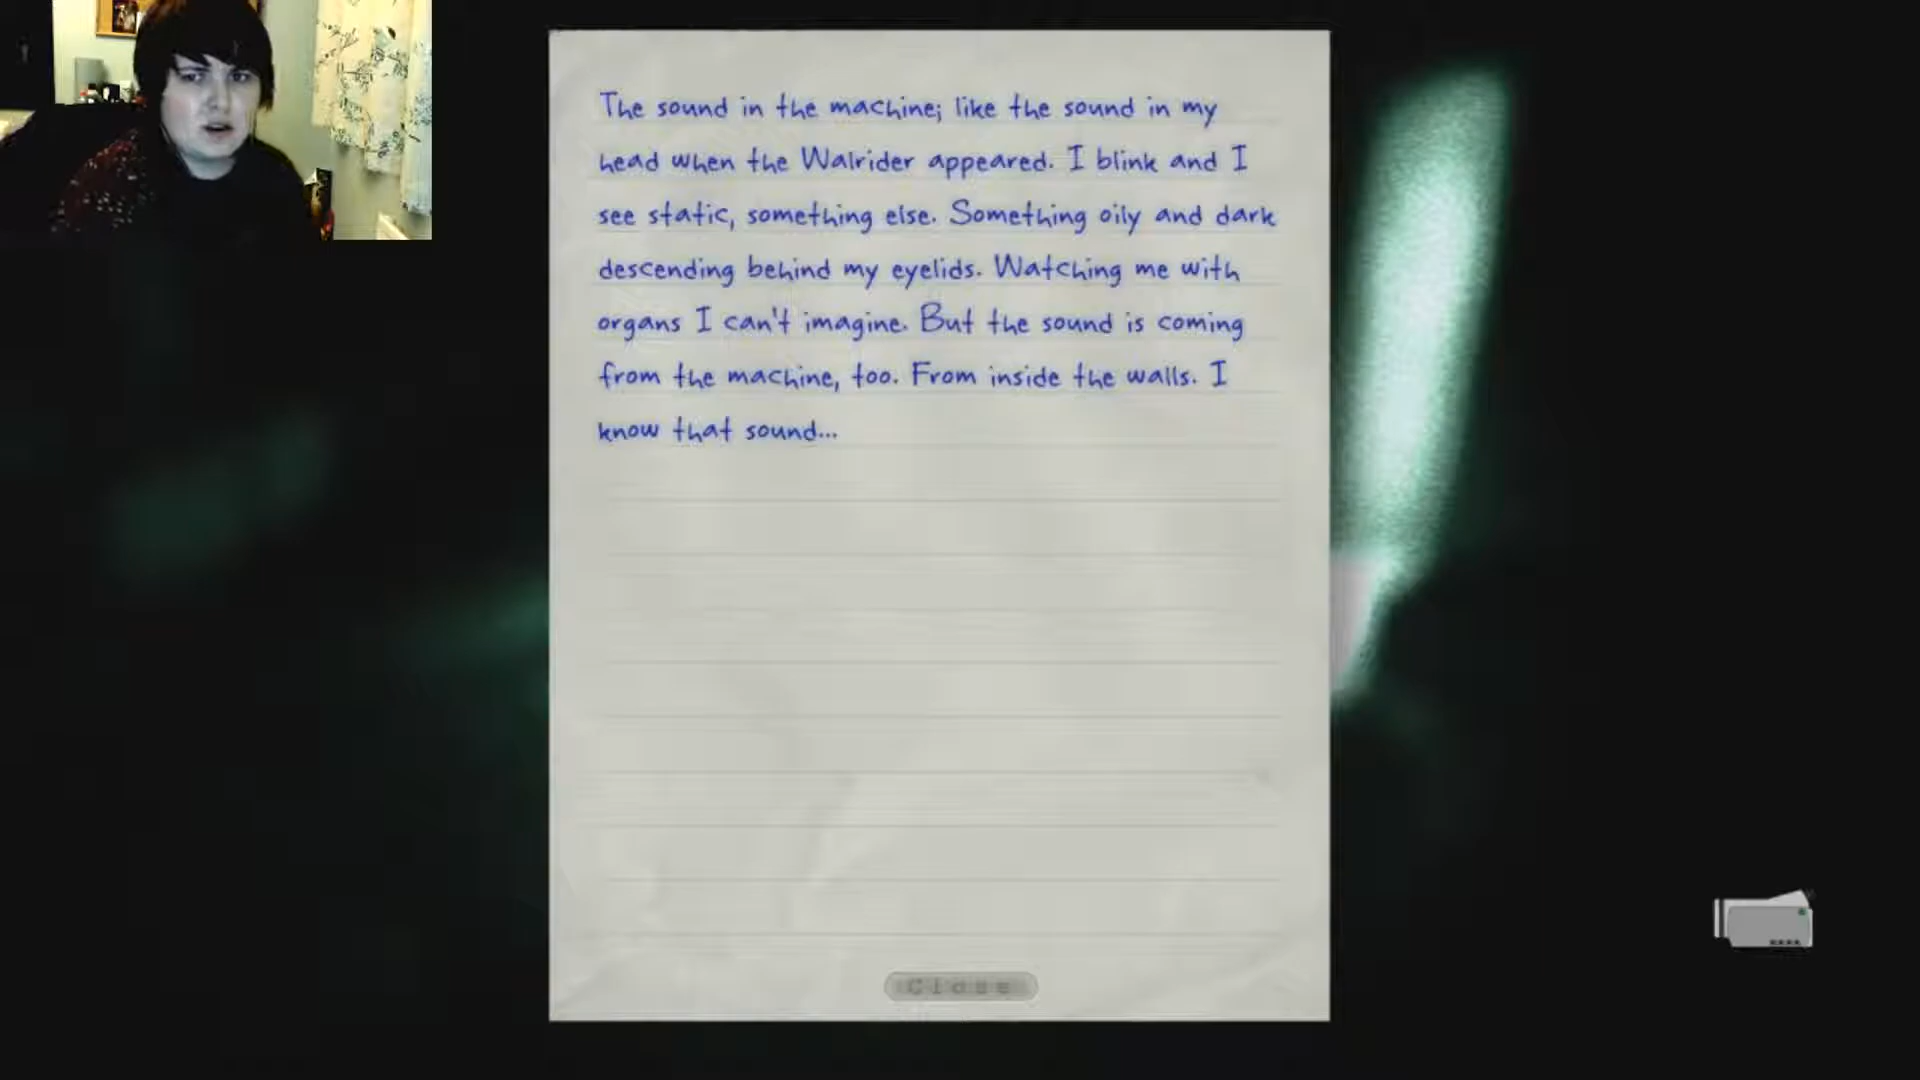 The sound in the machine; like the sound in my
head when the Walrider appeared. I blink and I
see static, something else. Something oily and dark
descending behind my eyelids. Watching me with
organs I can't imagine. But the sound is coming
from the machine, too. From inside the walls. I
know that sound...
Close